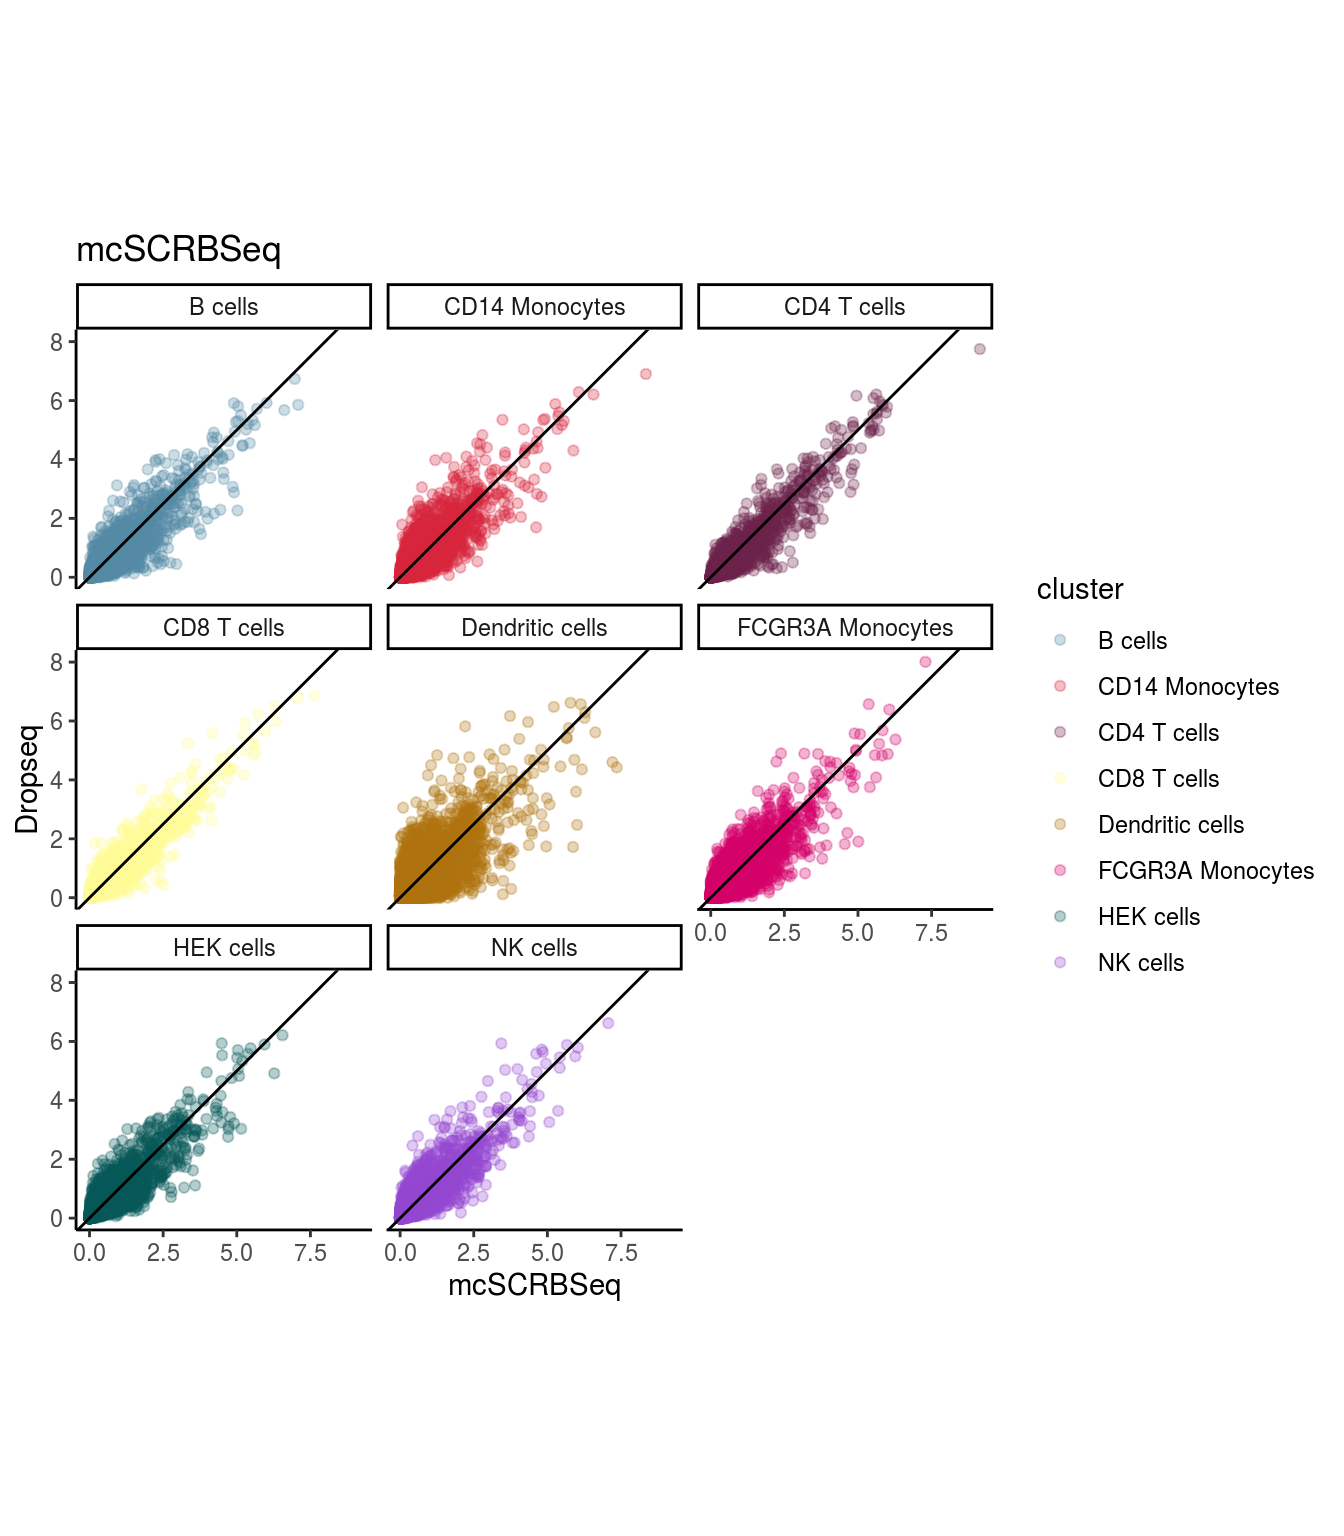 mcSCRBSeq
B cells
CD14 Monocytes
CD4 T cells
8
6
4
2
0
CD8 T cells
Dendritic cells
FCGR3A Monocytes
8
6
4
2
0
0.0 2.5 5.0 7.5
HEK cells
NK cells
8
6
4
2
0
0.0 2.5 5.0 7.5
0.0 2.5 5.0 7.5
mcSCRBSeq
Dropseq
cluster
B cells
CD14 Monocytes
CD4 T cells
CD8 T cells
Dendritic cells
FCGR3A Monocytes
HEK cells
NK cells